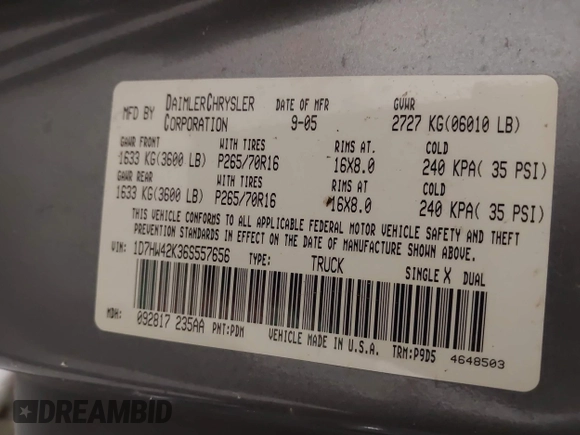 MFD BY DAIMLERCHRYSLER CORPORATION DATE OF MFR 9-05 GVWR 2727 KG(06010 LB)
GAWR FRONT WITH TIRES RIMS AT. COLD
1633 KG(3600 LB) P265/70R16 16X8.0 240 KPA( 35 PSI)
GAWR REAR WITH TIRES RIMS AT COLD
1633 KG(3600 LB) P265/70R16 16X8.0 240 KPA( 35 PSI)
THIS VEHICLE CONFORMS TO ALL APPLICABLE FEDERAL MOTOR VEHICLE SAFETY AND THEFT
PREVENTION STANDARDS IN EFFECT ON THE DATE OF MANUFACTURE SHOWN ABOVE.
VIN: 1D7HW42K36S557656 TYPE: TRUCK SINGLE X DUAL
MDH: 092817 235AA PNT:PDM VEHICLE MADE IN U.S.A. TRM:P9D5 4648503
DREAMBID